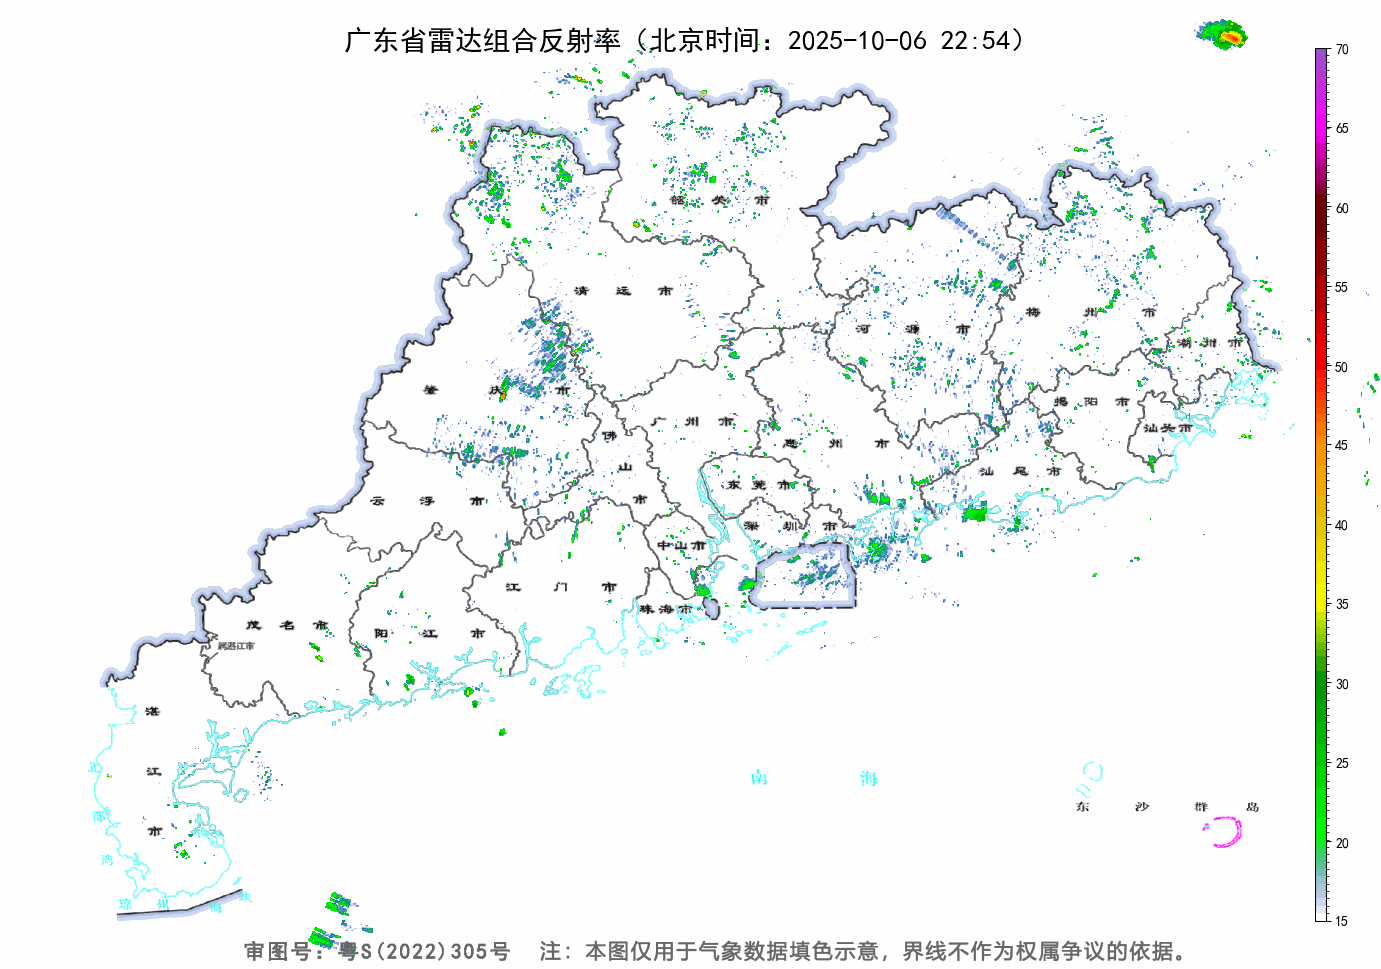 广东省雷达组合反射率（北京时间：2025-10-06 22:54）
70
65
60
55
50
45
40
35
30
25
20
15
韶关市
清远市
河源市
梅州市
潮州市
肇庆市
揭阳市
汕头市
广州市
佛山市
惠州市
汕尾市
东莞市
云浮市
深圳市
中山市
江门市
珠海市
茂名市
阳江市
属湛江市
湛江市
北部湾
南海
东沙群岛
琼州海峡
审图号：粤S(2022)305号 注：本图仅用于气象数据填色示意，界线不作为权属争议的依据。